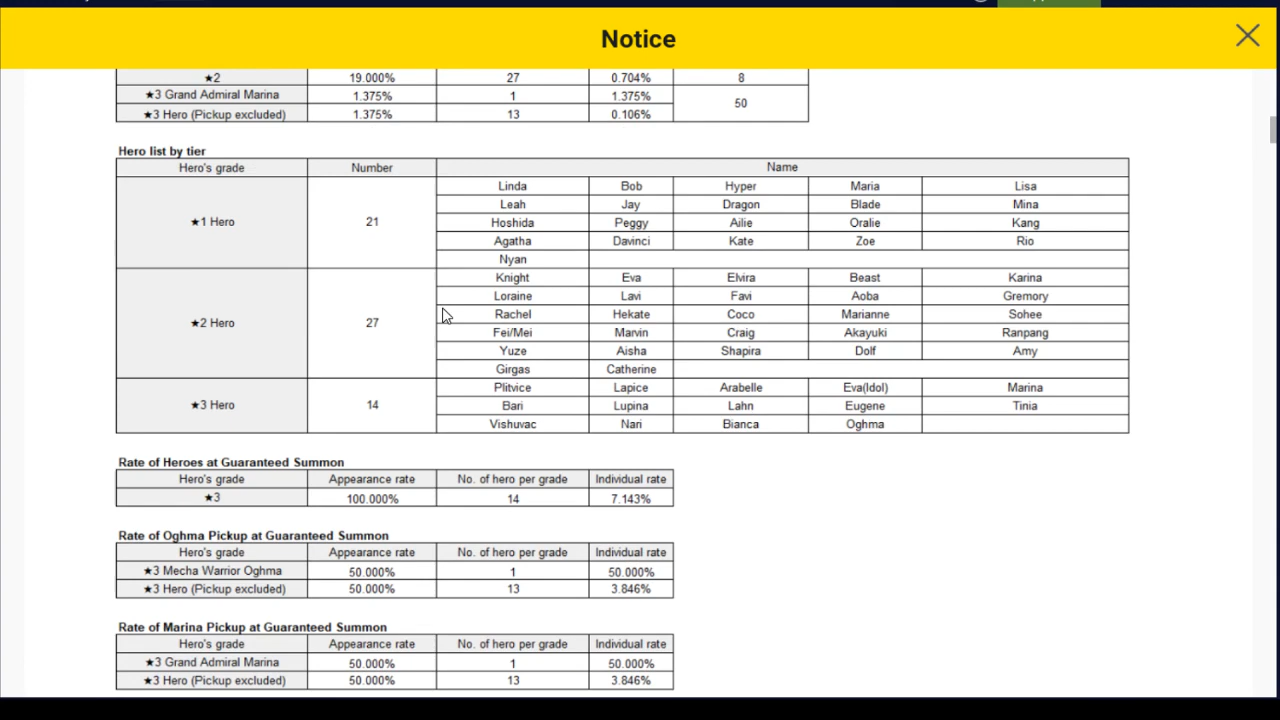 Notice
★2 19.000% 27 0.704% 8
★3 Grand Admiral Marina 1.375% 1 1.375% 50
★3 Hero (Pickup excluded) 1.375% 13 0.106%
Hero list by tier
Hero's grade Number Name
★1 Hero 21 Linda Bob Hyper Maria Lisa
Leah Jay Dragon Blade Mina
Hoshida Peggy Ailie Oralie Kang
Agatha Davinci Kate Zoe Rio
Nyan
★2 Hero 27 Knight Eva Elvira Beast Karina
Loraine Lavi Favi Aoba Gremory
Rachel Hekate Coco Marianne Sohee
Fei/Mei Marvin Craig Akayuki Ranpang
Yuze Aisha Shapira Dolf Amy
Girgas Catherine
★3 Hero 14 Plitvice Lapice Arabelle Eva(Idol) Marina
Bari Lupina Lahn Eugene Tinia
Vishuvac Nari Bianca Oghma
Rate of Heroes at Guaranteed Summon
Hero's grade Appearance rate No. of hero per grade Individual rate
★3 100.000% 14 7.143%
Rate of Oghma Pickup at Guaranteed Summon
Hero's grade Appearance rate No. of hero per grade Individual rate
★3 Mecha Warrior Oghma 50.000% 1 50.000%
★3 Hero (Pickup excluded) 50.000% 13 3.846%
Rate of Marina Pickup at Guaranteed Summon
Hero's grade Appearance rate No. of hero per grade Individual rate
★3 Grand Admiral Marina 50.000% 1 50.000%
★3 Hero (Pickup excluded) 50.000% 13 3.846%